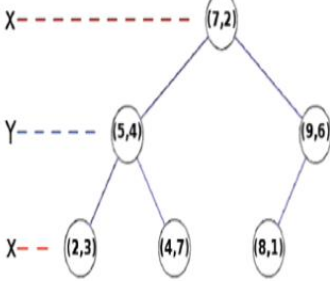 X (7,2)
Y (5,4) (9,6)
X (2,3) (4,7) (8,1)